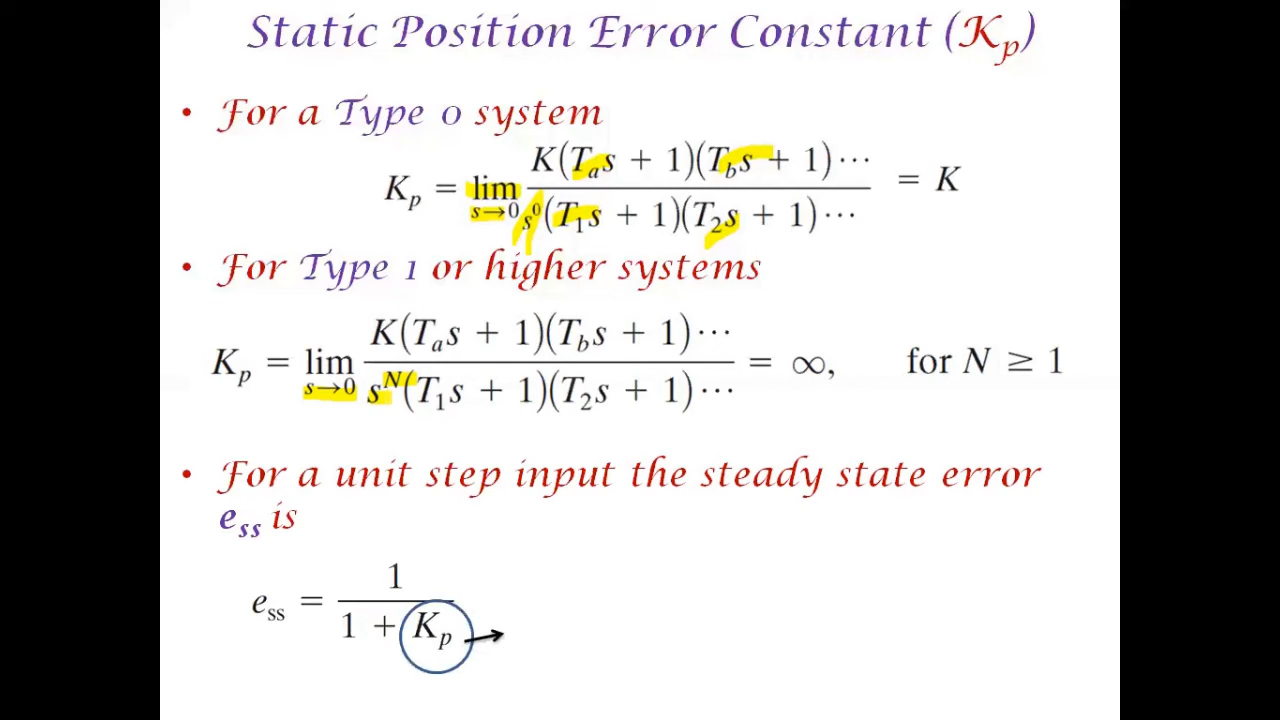 Static Position Error Constant (Kₚ)
• For a Type 0 system
Kₚ = lim s→0 K(Tₐs + 1)(T_bs + 1)⋯ / s⁰(T₁s + 1)(T₂s + 1)⋯ = K
• For Type 1 or higher systems
Kₚ = lim s→0 K(Tₐs + 1)(T_bs + 1)⋯ / sᴺ(T₁s + 1)(T₂s + 1)⋯ = ∞, for N ≥ 1
• For a unit step input the steady state error
eₛₛ is
eₛₛ = 1 / 1 + Kₚ